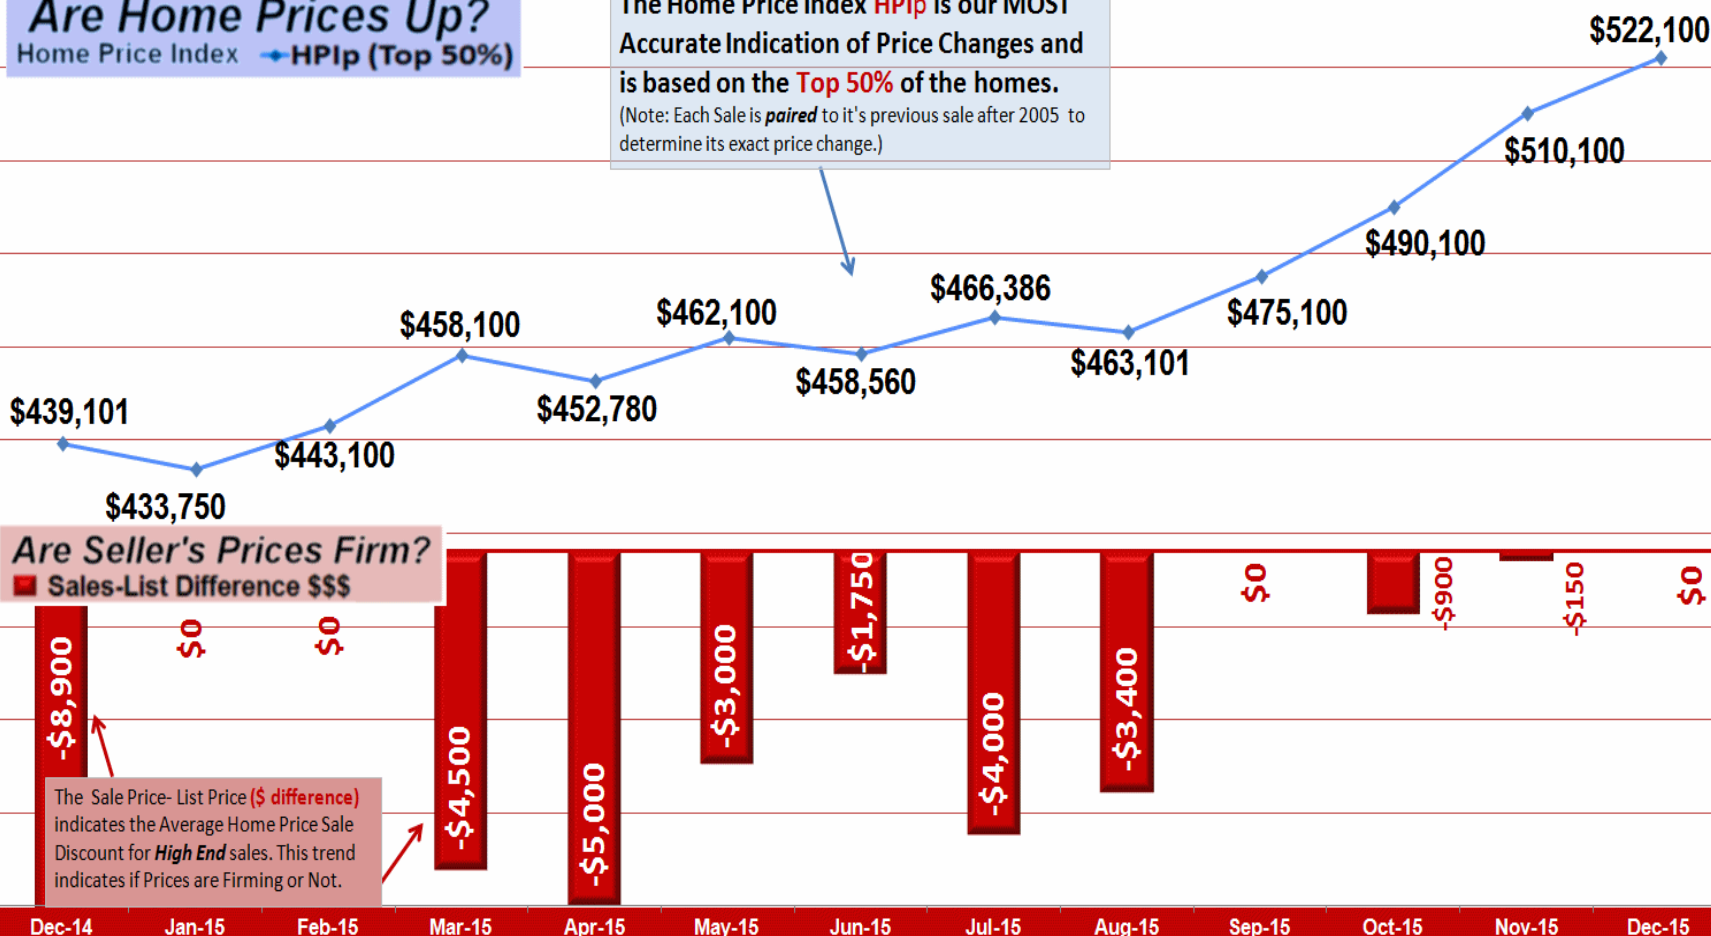 Are Home Prices Up?
Home Price Index HPIp (Top 50%)
The Home Price Index HPIp is our MOST
Accurate Indication of Price Changes and
is based on the Top 50% of the homes.
(Note: Each Sale is paired to it's previous sale after 2005 to
determine its exact price change.)
$439,101
$433,750
$443,100
$458,100
$452,780
$462,100
$458,560
$466,386
$463,101
$475,100
$490,100
$510,100
$522,100
Are Seller's Prices Firm?
Sales-List Difference $$$
-$8,900
$0
$0
-$4,500
-$5,000
-$3,000
-$1,750
-$4,000
-$3,400
$0
-$900
-$150
$0
The Sale Price- List Price ($ difference)
indicates the Average Home Price Sale
Discount for High End sales. This trend
indicates if Prices are Firming or Not.
Dec-14 Jan-15 Feb-15 Mar-15 Apr-15 May-15 Jun-15 Jul-15 Aug-15 Sep-15 Oct-15 Nov-15 Dec-15